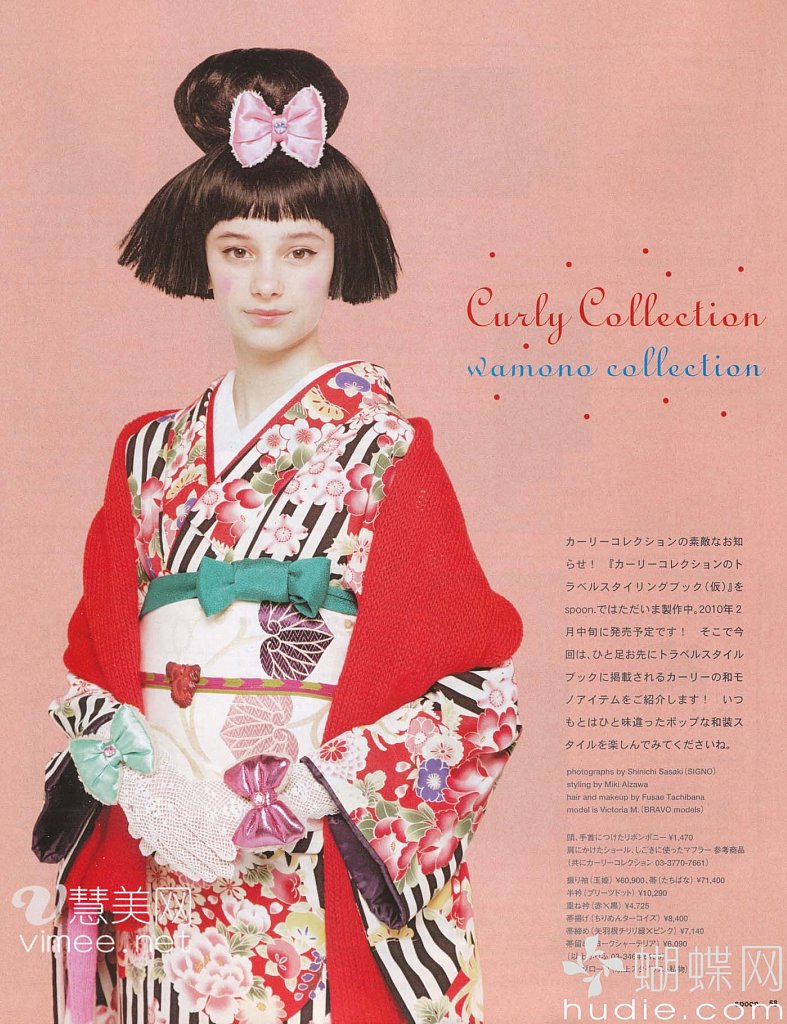 Curly Collection
wamono collection
カーリーコレクションの素敵なお知
らせ！ 『カーリーコレクションのト
ラベルスタイリングブック（仮）』を
spoon.ではただいま製作中。2010年2
月中旬に発売予定です！ そこで今
回は、ひと足お先にトラベルスタイル
ブックに掲載されるカーリーの和モ
ノアイテムをご紹介します！ いつ
もとはひと味違ったポップな和装ス
タイルを楽しんでみてくださいね。
photographs by Shinichi Sasaki (SIGNO)
styling by Miki Aizawa
hair and makeup by Fusae Tachibana
model is Victoria M. (BRAVO models)
頭、手首につけたリボンポニー ¥1,470
肩にかけたショール、しごきに使ったマフラー 参考商品
（共にカーリーコレクション 03-3770-7661）
振り袖（玉姫）¥60,900、帯（たちばな）¥71,400
半衿（プリーツドット）¥10,290
重ね衿（赤×黒）¥4,725
帯揚げ（ちりめんターコイズ）¥8,400
帯締め（矢羽根チリリ緑×ピンク）¥7,140
¥6,090
v慧美网
vimee.net
蝴蝶网
hudie.com
spoon. 58